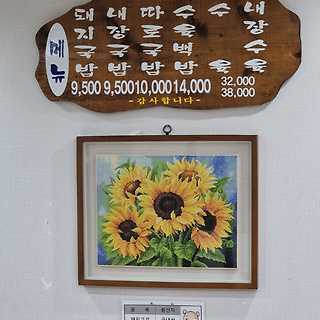 메뉴
돼지국밥 9,500
내장국밥 9,500
따로국밥 10,000
수육백반 14,000
수육
내장수육
32,000
38,000
- 감사합니다 -